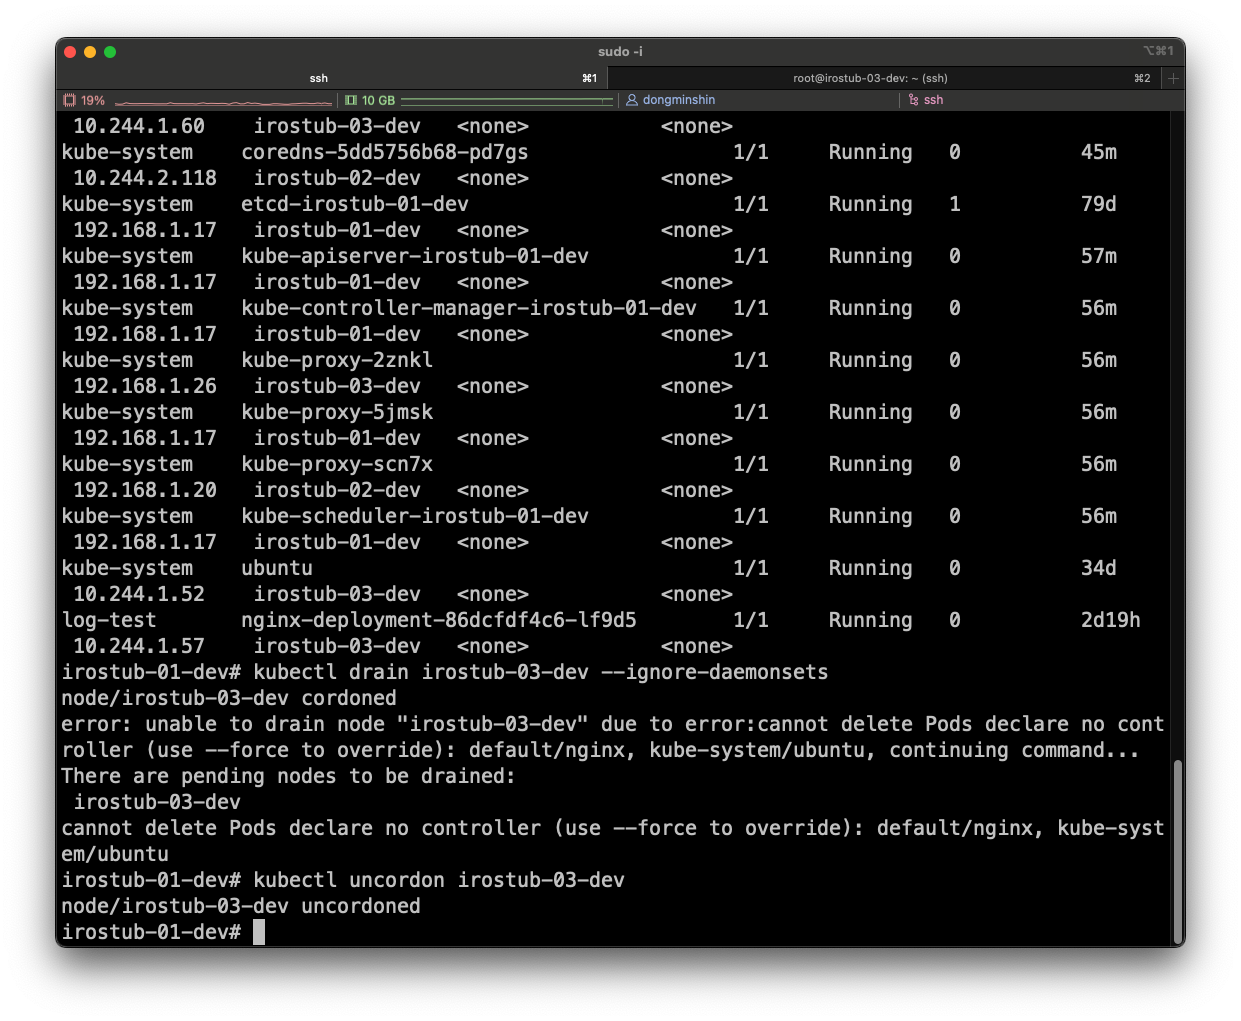 sudo -i
⌥⌘1
ssh ⌘1
root@irostub-03-dev: ~ (ssh) ⌘2
19% 10 GB dongminshin ssh
10.244.1.60 irostub-03-dev <none> <none>
kube-system coredns-5dd5756b68-pd7gs 1/1 Running 0 45m
10.244.2.118 irostub-02-dev <none> <none>
kube-system etcd-irostub-01-dev 1/1 Running 1 79d
192.168.1.17 irostub-01-dev <none> <none>
kube-system kube-apiserver-irostub-01-dev 1/1 Running 0 57m
192.168.1.17 irostub-01-dev <none> <none>
kube-system kube-controller-manager-irostub-01-dev 1/1 Running 0 56m
192.168.1.17 irostub-01-dev <none> <none>
kube-system kube-proxy-2znkl 1/1 Running 0 56m
192.168.1.26 irostub-03-dev <none> <none>
kube-system kube-proxy-5jmsk 1/1 Running 0 56m
192.168.1.17 irostub-01-dev <none> <none>
kube-system kube-proxy-scn7x 1/1 Running 0 56m
192.168.1.20 irostub-02-dev <none> <none>
kube-system kube-scheduler-irostub-01-dev 1/1 Running 0 56m
192.168.1.17 irostub-01-dev <none> <none>
kube-system ubuntu 1/1 Running 0 34d
10.244.1.52 irostub-03-dev <none> <none>
log-test nginx-deployment-86dcfdf4c6-lf9d5 1/1 Running 0 2d19h
10.244.1.57 irostub-03-dev <none> <none>
irostub-01-dev# kubectl drain irostub-03-dev --ignore-daemonsets
node/irostub-03-dev cordoned
error: unable to drain node "irostub-03-dev" due to error:cannot delete Pods declare no cont
roller (use --force to override): default/nginx, kube-system/ubuntu, continuing command...
There are pending nodes to be drained:
irostub-03-dev
cannot delete Pods declare no controller (use --force to override): default/nginx, kube-syst
em/ubuntu
irostub-01-dev# kubectl uncordon irostub-03-dev
node/irostub-03-dev uncordoned
irostub-01-dev#